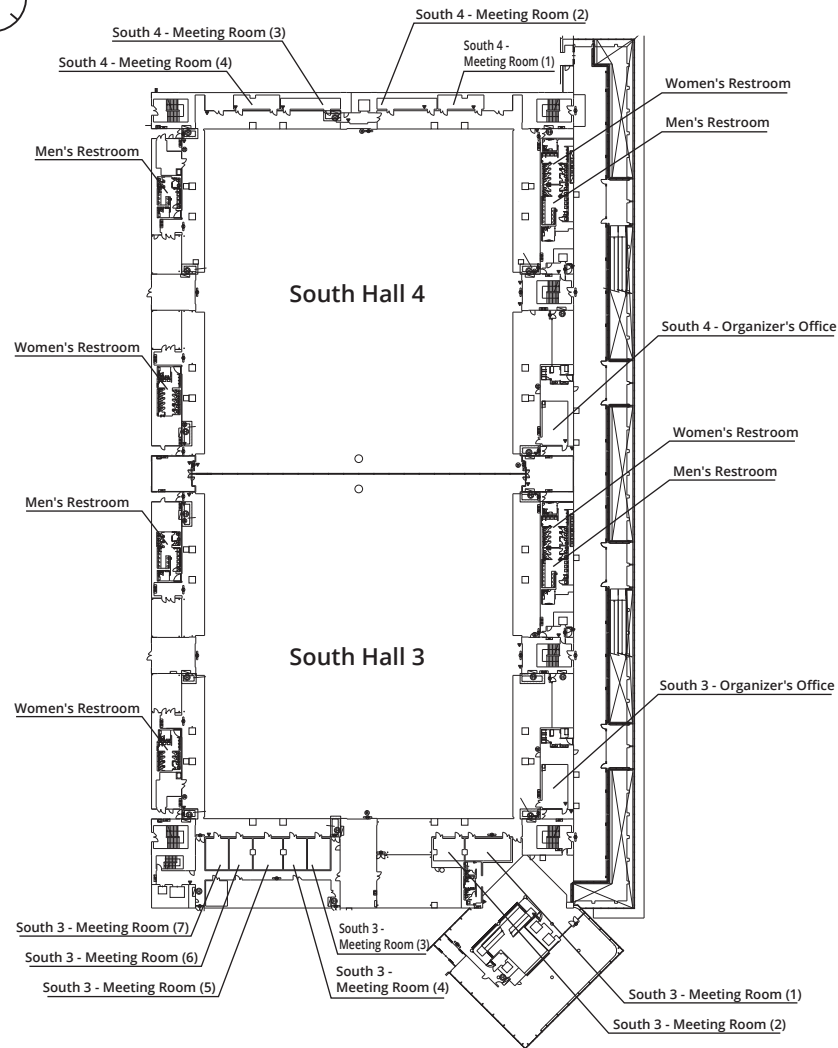 South 4 - Meeting Room (2)
South 4 - Meeting Room (3)
South 4 -
Meeting Room (1)
South 4 - Meeting Room (4)
Women's Restroom
Men's Restroom
Men's Restroom
South Hall 4
South 4 - Organizer's Office
Women's Restroom
Women's Restroom
Men's Restroom
Men's Restroom
South Hall 3
South 3 - Organizer's Office
Women's Restroom
South 3 - Meeting Room (7)
South 3 -
Meeting Room (3)
South 3 - Meeting Room (6)
South 3 - Meeting Room (5)
South 3 -
Meeting Room (4)
South 3 - Meeting Room (1)
South 3 - Meeting Room (2)